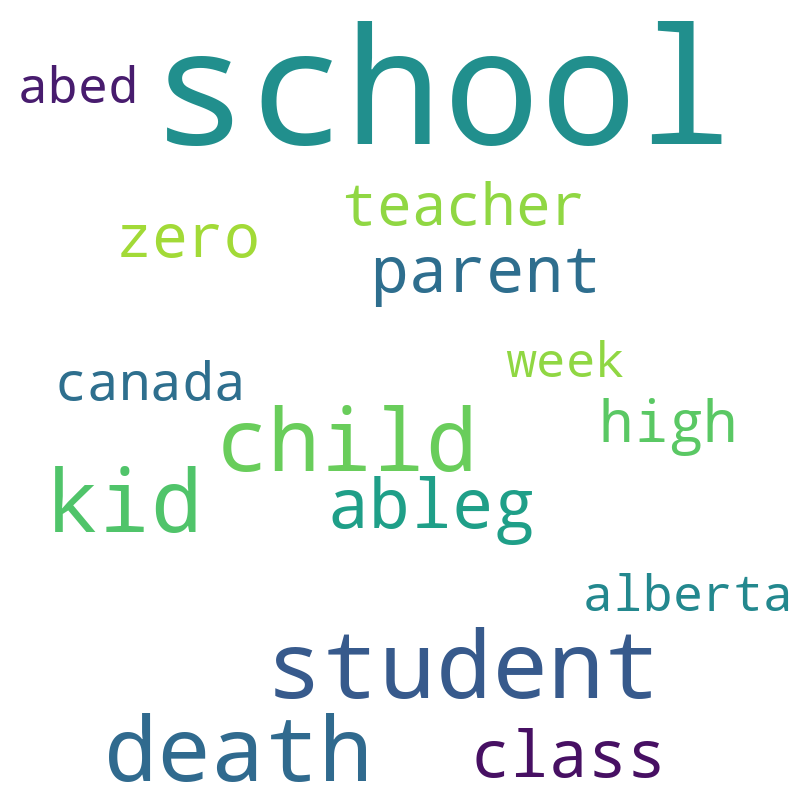 school
abed
teacher
zero
parent
week
canada
high
child
kid
ableg
alberta
student
death
class